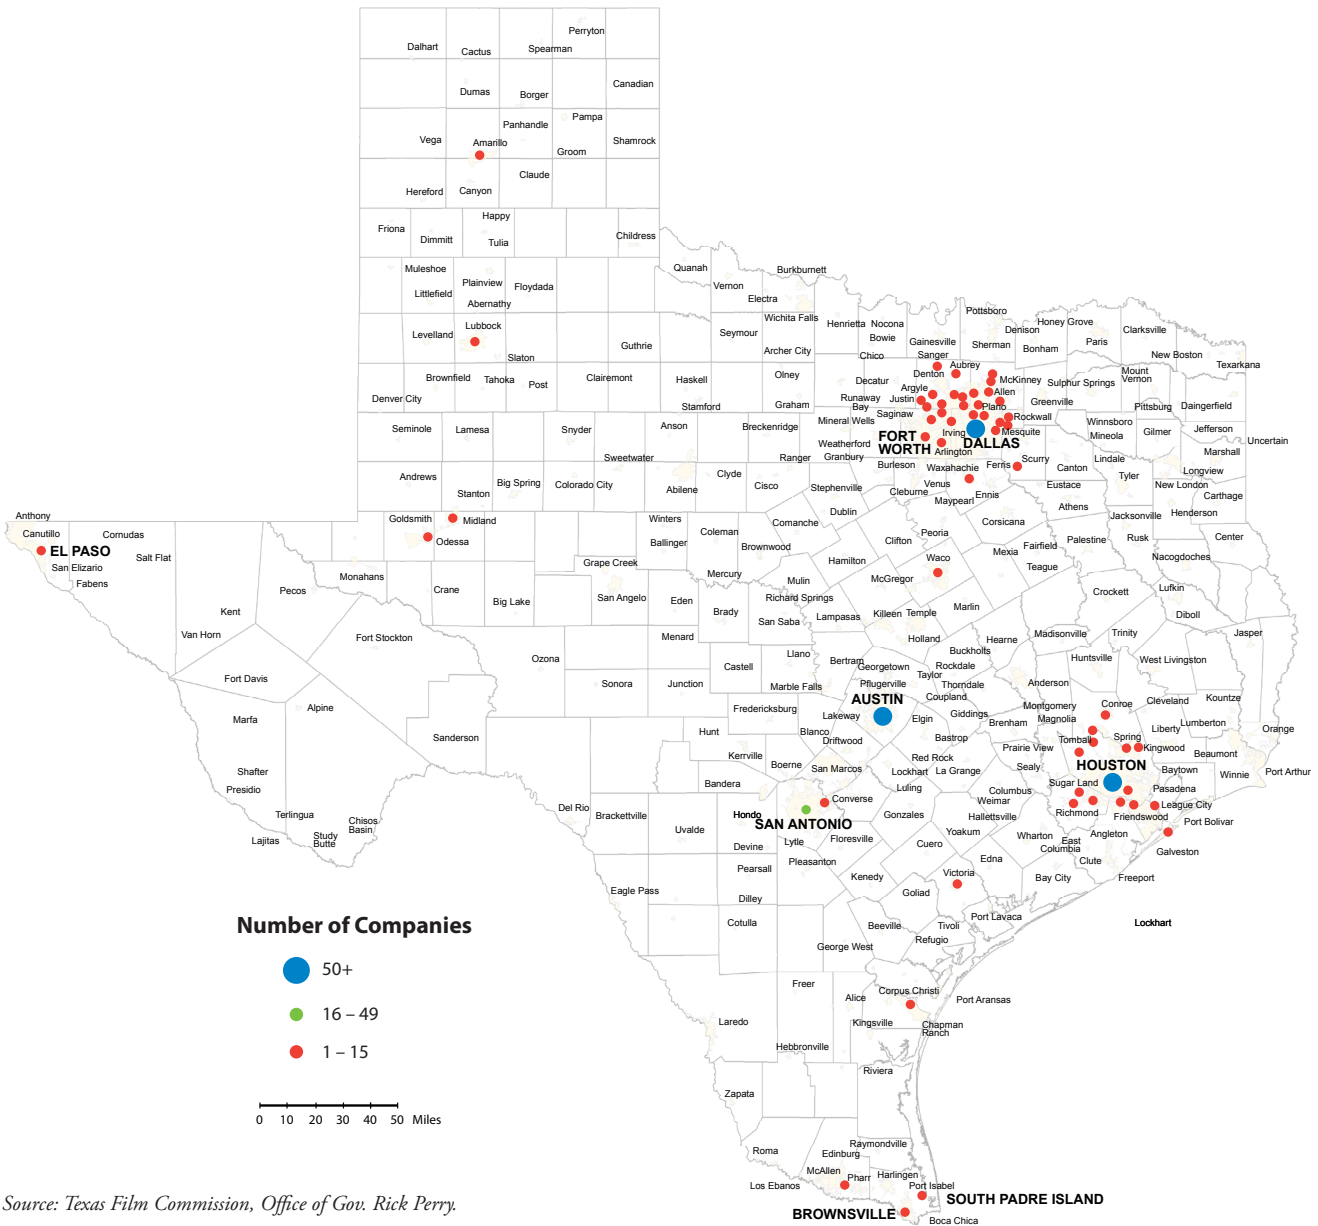 Perryton
Dalhart
Cactus
Spearman
Canadian
Dumas
Borger
Pampa
Panhandle
Vega
Amarillo
Shamrock
Groom
Claude
Hereford
Canyon
Happy
Friona
Dimmitt
Tulia
Childress
Muleshoe
Quanah
Burkburnett
Plainview
Floydada
Vernon
Littlefield
Electra
Abernathy
Pottsboro
Wichita Falls
Henrietta
Nocona
Honey Grove
Lubbock
Denison
Clarksville
Levelland
Seymour
Bowie
Gainesville
Sherman
Bonham
Paris
Guthrie
Archer City
Chico
Sanger
New Boston
Slaton
Aubrey
Texarkana
Brownfield
Tahoka
Post
Clairemont
Haskell
Olney
Decatur
Denton
McKinney
Sulphur Springs
Mount
Vernon
Denver City
Stamford
Graham
Runaway
Bay
Argyle
Justin
Allen
Greenville
Plano
Pittsburg
Daingerfield
Seminole
Lamesa
Snyder
Anson
Breckenridge
Mineral Wells
Saginaw
Rockwall
Winnsboro
Gilmer
Jefferson
FORT
WORTH
Irving
DALLAS
Mesquite
Mineola
Uncertain
Weatherford
Arlington
Marshall
Sweetwater
Ranger
Granbury
Burleson
Waxahachie
Ferris
Scurry
Canton
Lindale
Longview
Andrews
Big Spring
Colorado City
Abilene
Clyde
Cisco
Stephenville
Cleburne
Venus
Maypearl
Ennis
Eustace
Tyler
New London
Carthage
Stanton
Dublin
Athens
Henderson
Anthony
Goldsmith
Midland
Winters
Coleman
Comanche
Corsicana
Jacksonville
Canutillo
Cornudas
Odessa
Ballinger
Brownwood
Clifton
Peoria
Fairfield
Palestine
Rusk
Center
EL PASO
Salt Flat
Grape Creek
Hamilton
Waco
Mexia
Teague
Nacogdoches
San Elizario
Monahans
Mercury
Mulin
McGregor
Fabens
Pecos
Crane
San Angelo
Eden
Richard Springs
Crockett
Lufkin
Kent
Big Lake
Brady
San Saba
Lampasas
Killeen
Temple
Marlin
Diboll
Van Horn
Fort Stockton
Menard
Holland
Hearne
Madisonville
Trinity
Jasper
Ozona
Castell
Llano
Bertram
Georgetown
Buckholts
Rockdale
Huntsville
West Livingston
Fort Davis
Sonora
Junction
Marble Falls
Pflugerville
Taylor
Thorndale
Anderson
AUSTIN
Coupland
Cleveland
Kountze
Marfa
Alpine
Fredericksburg
Lakeway
Elgin
Giddings
Montgomery
Magnolia
Conroe
Brenham
Liberty
Lumberton
Orange
Sanderson
Hunt
Blanco
Driftwood
Bastrop
Prairie View
Tomball
Spring
Kingwood
Beaumont
Kerrville
Boerne
San Marcos
Red Rock
Sealy
HOUSTON
Baytown
Winnie
Port Arthur
Shafter
Presidio
Bandera
Lockhart
La Grange
Luling
Columbus
Weimar
Sugar Land
Pasadena
Terlingua
Del Rio
Brackettville
Hondo
Converse
SAN ANTONIO
Gonzales
Hallettsville
Richmond
League City
Friendswood
Port Bolivar
Lajitas
Study
Butte
Chisos
Basin
Uvalde
Devine
Lytle
Floresville
Cuero
Yoakum
Wharton
East
Columbia
Angleton
Galveston
Pearsall
Pleasanton
Edna
Clute
Eagle Pass
Kenedy
Victoria
Bay City
Freeport
Dilley
Goliad
Number of Companies
Cotulla
Beeville
Tivoli
Port Lavaca
Lockhart
George West
Refugio
50+
Freer
Alice
Corpus Christi
Port Aransas
16 – 49
Laredo
Kingsville
Chapman
Ranch
1 – 15
Hebbronville
Riviera
Zapata
0 10 20 30 40 50 Miles
Raymondville
Roma
Edinburg
McAllen
Pharr
Harlingen
Los Ebanos
Port Isabel
SOUTH PADRE ISLAND
BROWNSVILLE
Boca Chica
Source: Texas Film Commission, Office of Gov. Rick Perry.